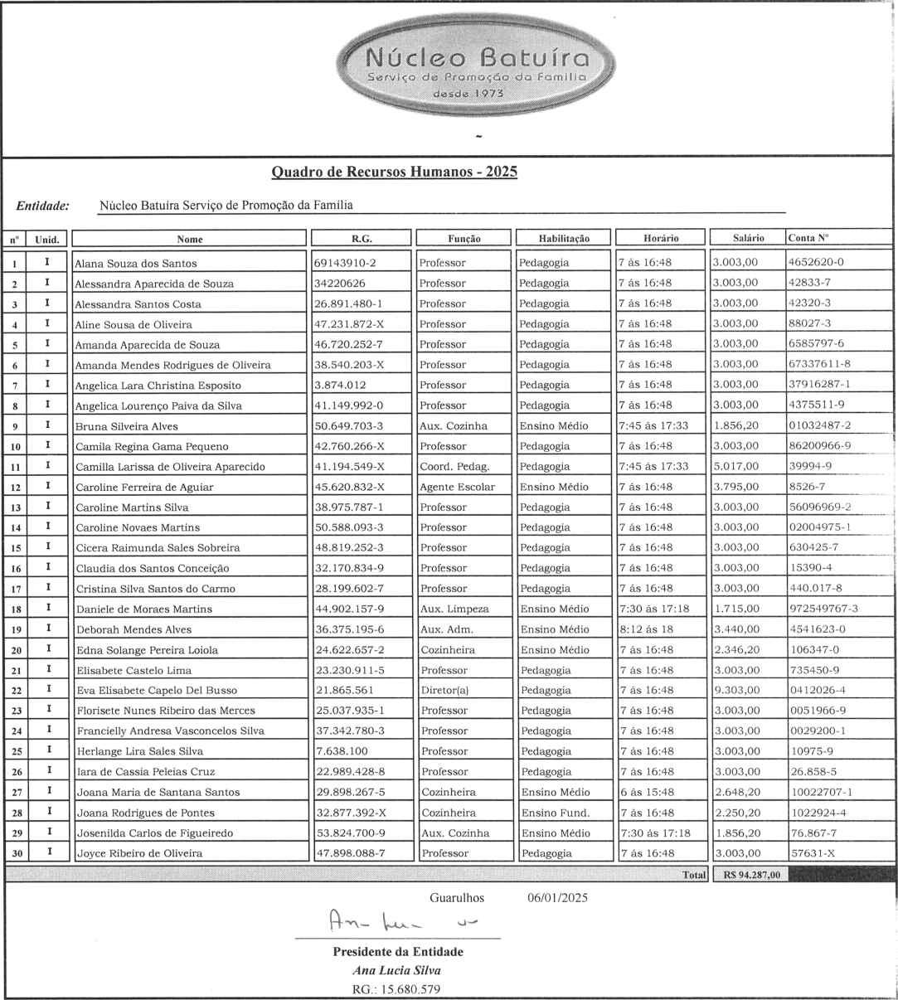 Núcleo Batuíra
Serviço de Promoção da Família
desde 1973
~
Quadro de Recursos Humanos - 2025
Entidade: Núcleo Batuíra Serviço de Promoção da Família
nº Unid. Nome R.G. Função Habilitação Horário Salário Conta Nº
1 I Alana Souza dos Santos 69143910-2 Professor Pedagogia 7 ás 16:48 3.003,00 4652620-0
2 I Alessandra Aparecida de Souza 34220626 Professor Pedagogia 7 ás 16:48 3.003,00 42833-7
3 I Alessandra Santos Costa 26.891.480-1 Professor Pedagogia 7 ás 16:48 3.003,00 42320-3
4 I Aline Sousa de Oliveira 47.231.872-X Professor Pedagogia 7 ás 16:48 3.003,00 88027-3
5 I Amanda Aparecida de Souza 46.720.252-7 Professor Pedagogia 7 ás 16:48 3.003,00 6585797-6
6 I Amanda Mendes Rodrigues de Oliveira 38.540.203-X Professor Pedagogia 7 ás 16:48 3.003,00 67337611-8
7 I Angelica Lara Christina Esposito 3.874.012 Professor Pedagogia 7 ás 16:48 3.003,00 37916287-1
8 I Angelica Lourenço Paiva da Silva 41.149.992-0 Professor Pedagogia 7 ás 16:48 3.003,00 4375511-9
9 I Bruna Silveira Alves 50.649.703-3 Aux. Cozinha Ensino Médio 7:45 ás 17:33 1.856,20 01032487-2
10 I Camila Regina Gama Pequeno 42.760.266-X Professor Pedagogia 7 ás 16:48 3.003,00 86200966-9
11 I Camilla Larissa de Oliveira Aparecido 41.194.549-X Coord. Pedag. Pedagogia 7:45 ás 17:33 5.017,00 39994-9
12 I Caroline Ferreira de Aguiar 45.620.832-X Agente Escolar Ensino Médio 7 ás 16:48 3.795,00 8526-7
13 I Caroline Martins Silva 38.975.787-1 Professor Pedagogia 7 ás 16:48 3.003,00 56096969-2
14 I Caroline Novaes Martins 50.588.093-3 Professor Pedagogia 7 ás 16:48 3.003,00 02004975-1
15 I Cicera Raimunda Sales Sobreira 48.819.252-3 Professor Pedagogia 7 ás 16:48 3.003,00 630425-7
16 I Claudia dos Santos Conceição 32.170.834-9 Professor Pedagogia 7 ás 16:48 3.003,00 15390-4
17 I Cristina Silva Santos do Carmo 28.199.602-7 Professor Pedagogia 7 ás 16:48 3.003,00 440.017-8
18 I Daniele de Moraes Martins 44.902.157-9 Aux. Limpeza Ensino Médio 7:30 ás 17:18 1.715,00 972549767-3
19 I Deborah Mendes Alves 36.375.195-6 Aux. Adm. Ensino Médio 8:12 ás 18 3.440,00 4541623-0
20 I Edna Solange Pereira Loiola 24.622.657-2 Cozinheira Ensino Médio 7 ás 16:48 2.346,20 106347-0
21 I Elisabete Castelo Lima 23.230.911-5 Professor Pedagogia 7 ás 16:48 3.003,00 735450-9
22 I Eva Elisabete Capelo Del Busso 21.865.561 Diretor(a) Pedagogia 7 ás 16:48 9.303,00 0412026-4
23 I Florisete Nunes Ribeiro das Merces 25.037.935-1 Professor Pedagogia 7 ás 16:48 3.003,00 0051966-9
24 I Francielly Andresa Vasconcelos Silva 37.342.780-3 Professor Pedagogia 7 ás 16:48 3.003,00 0029200-1
25 I Herlange Lira Sales Silva 7.638.100 Professor Pedagogia 7 ás 16:48 3.003,00 10975-9
26 I Iara de Cassia Peleias Cruz 22.989.428-8 Professor Pedagogia 7 ás 16:48 3.003,00 26.858-5
27 I Joana Maria de Santana Santos 29.898.267-5 Cozinheira Ensino Médio 6 ás 15:48 2.648,20 10022707-1
28 I Joana Rodrigues de Pontes 32.877.392-X Cozinheira Ensino Fund. 7 ás 16:48 2.250,20 1022924-4
29 I Josenilda Carlos de Figueiredo 53.824.700-9 Aux. Cozinha Ensino Médio 7:30 ás 17:18 1.856,20 76.867-7
30 I Joyce Ribeiro de Oliveira 47.898.088-7 Professor Pedagogia 7 ás 16:48 3.003,00 57631-X
Total R$ 94.287,00
Guarulhos 06/01/2025
Presidente da Entidade
Ana Lucia Silva
RG.: 15.680.579